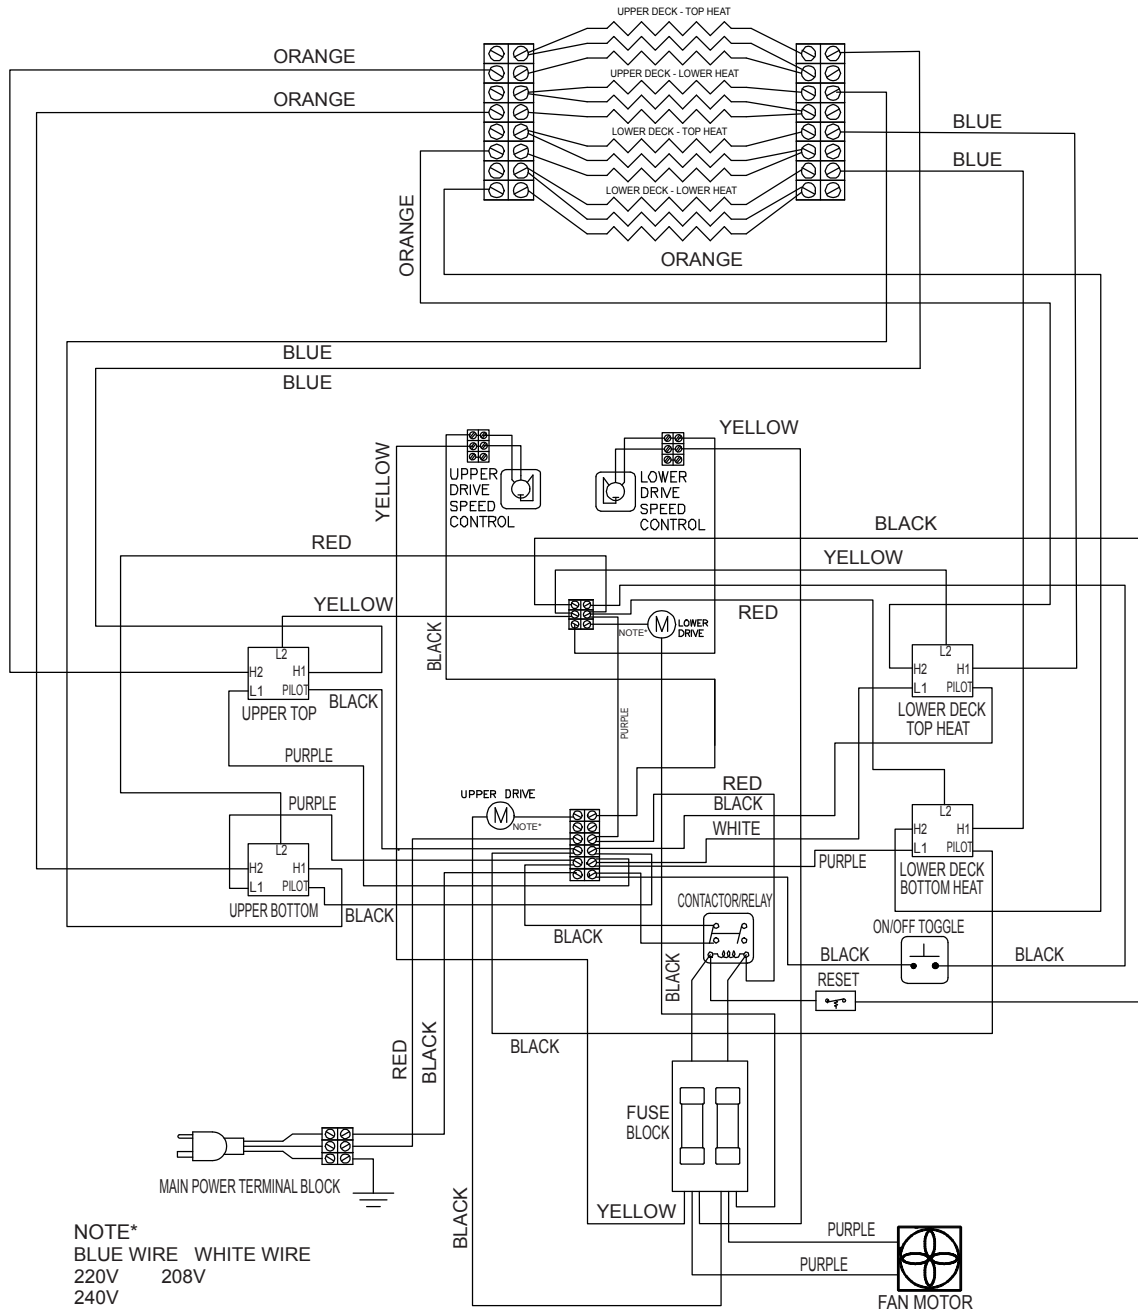 UPPER DECK - TOP HEAT
ORANGE
UPPER DECK - LOWER HEAT
ORANGE
LOWER DECK - TOP HEAT
BLUE
BLUE
LOWER DECK - LOWER HEAT
ORANGE
ORANGE
BLUE
BLUE
YELLOW
YELLOW
UPPER
DRIVE
SPEED
CONTROL
LOWER
DRIVE
SPEED
CONTROL
BLACK
RED
YELLOW
YELLOW
RED
BLACK
NOTE*
M
LOWER
DRIVE
L2
H2
H1
L1
PILOT
UPPER TOP
BLACK
L2
H2
H1
L1
PILOT
LOWER DECK
TOP HEAT
PURPLE
PURPLE
RED
UPPER DRIVE
M
NOTE*
PURPLE
BLACK
WHITE
PURPLE
L2
H2
H1
L1
PILOT
UPPER BOTTOM
BLACK
L2
H2
H1
L1
PILOT
LOWER DECK
BOTTOM HEAT
CONTACTOR/RELAY
BLACK
BLACK
ON/OFF TOGGLE
BLACK
BLACK
RESET
RED
BLACK
BLACK
FUSE
BLOCK
MAIN POWER TERMINAL BLOCK
BLACK
YELLOW
PURPLE
PURPLE
FAN MOTOR
NOTE*
BLUE WIRE WHITE WIRE
220V 208V
240V